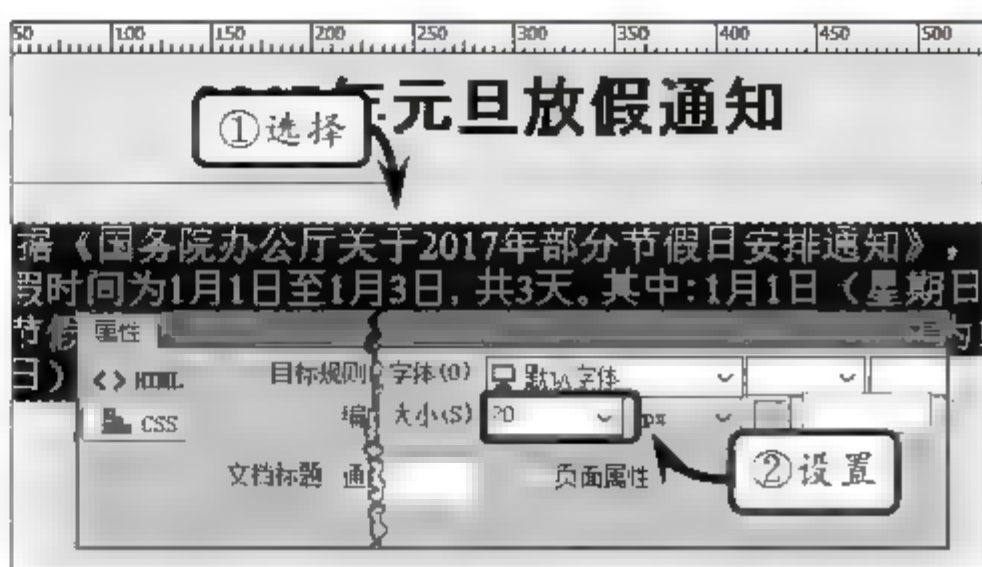 50 100 150 200 250 300 350 400 450 500
年元旦放假通知
①选择
据《国务院办公厅关于2017年部分节假日安排通知》，
假时间为1月1日至1月3日，共3天。其中：1月1日（星期日
节假
日）
属性
<> HTML 目标规则 字体(O) 默认字体
CSS 编 大小(S) 20 px
②设置
文档标题 通 页面属性